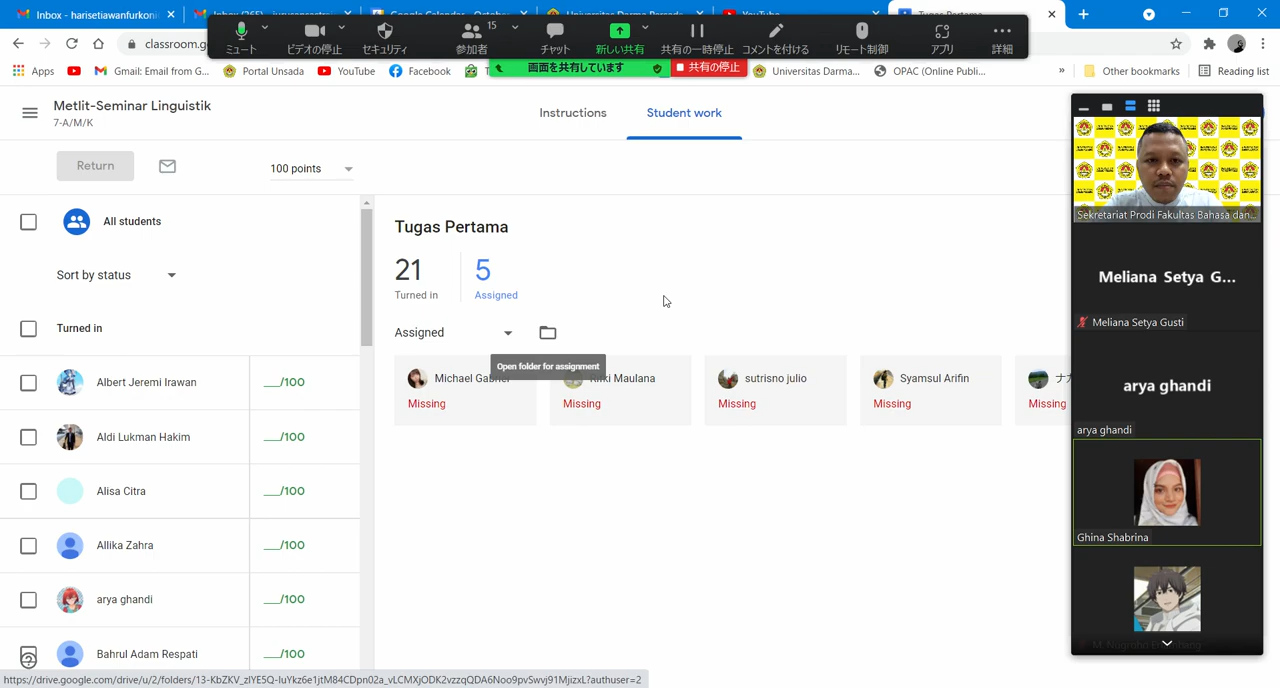 Inbox - harisetiawanfurkoni
Tugas Pertama
ミュート
ビデオの停止
セキュリティ
参加者
15
チャット
新しい共有
共有の一時停止
コメントを付ける
リモート制御
アプリ
詳細
画面を共有しています
共有の停止
classroom.g
Apps
Gmail: Email from G...
Portal Unsada
YouTube
Facebook
Universitas Darma...
OPAC (Online Publi...
»
Other bookmarks
Reading list
Metlit-Seminar Linguistik
7-A/M/K
Instructions
Student work
Return
100 points
All students
Sort by status
Turned in
Albert Jeremi Irawan
___/100
Aldi Lukman Hakim
___/100
Alisa Citra
___/100
Allika Zahra
___/100
arya ghandi
___/100
Bahrul Adam Respati
___/100
Tugas Pertama
21
Turned in
5
Assigned
Assigned
Open folder for assignment
Michael Gabriel
Missing
Rifki Maulana
Missing
sutrisno julio
Missing
Syamsul Arifin
Missing
Missing
Sekretariat Prodi Fakultas Bahasa dan...
Meliana Setya G...
Meliana Setya Gusti
arya ghandi
arya ghandi
Ghina Shabrina
https://drive.google.com/drive/u/2/folders/